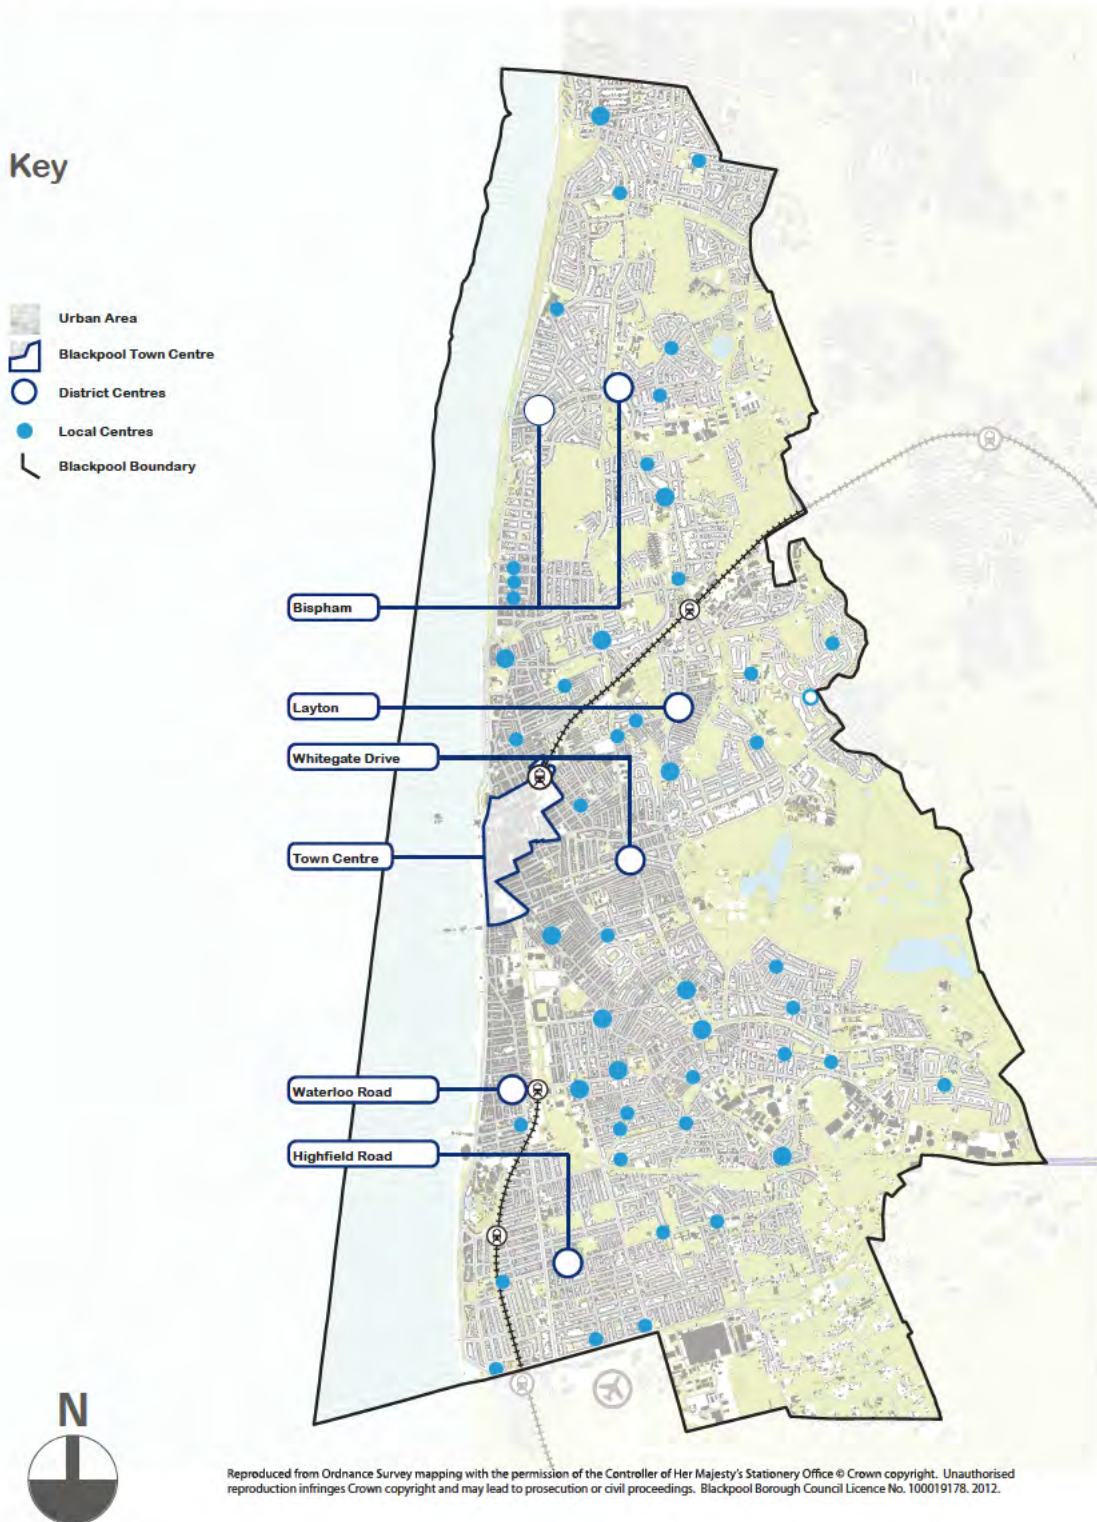 Key
Urban Area
Blackpool Town Centre
District Centres
Local Centres
Blackpool Boundary
Bispham
Layton
Whitegate Drive
Town Centre
Waterloo Road
Highfield Road
N
Reproduced from Ordnance Survey mapping with the permission of the Controller of Her Majesty's Stationery Office © Crown copyright. Unauthorised
reproduction infringes Crown copyright and may lead to prosecution or civil proceedings. Blackpool Borough Council Licence No. 100019178. 2012.